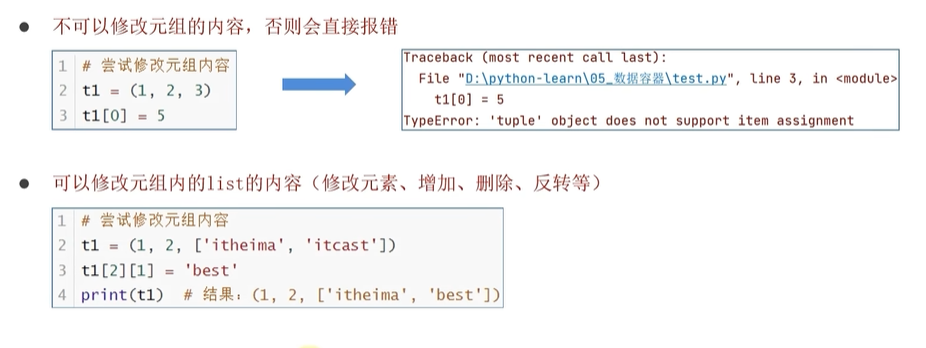 ● 不可以修改元组的内容，否则会直接报错
1 # 尝试修改元组内容
2 t1 = (1, 2, 3)
3 t1[0] = 5
Traceback (most recent call last):
File "D:\python-learn\05_数据容器\test.py", line 3, in <module>
t1[0] = 5
TypeError: 'tuple' object does not support item assignment
● 可以修改元组内的list的内容（修改元素、增加、删除、反转等）
1 # 尝试修改元组内容
2 t1 = (1, 2, ['itheima', 'itcast'])
3 t1[2][1] = 'best'
4 print(t1)  # 结果：(1, 2, ['itheima', 'best'])